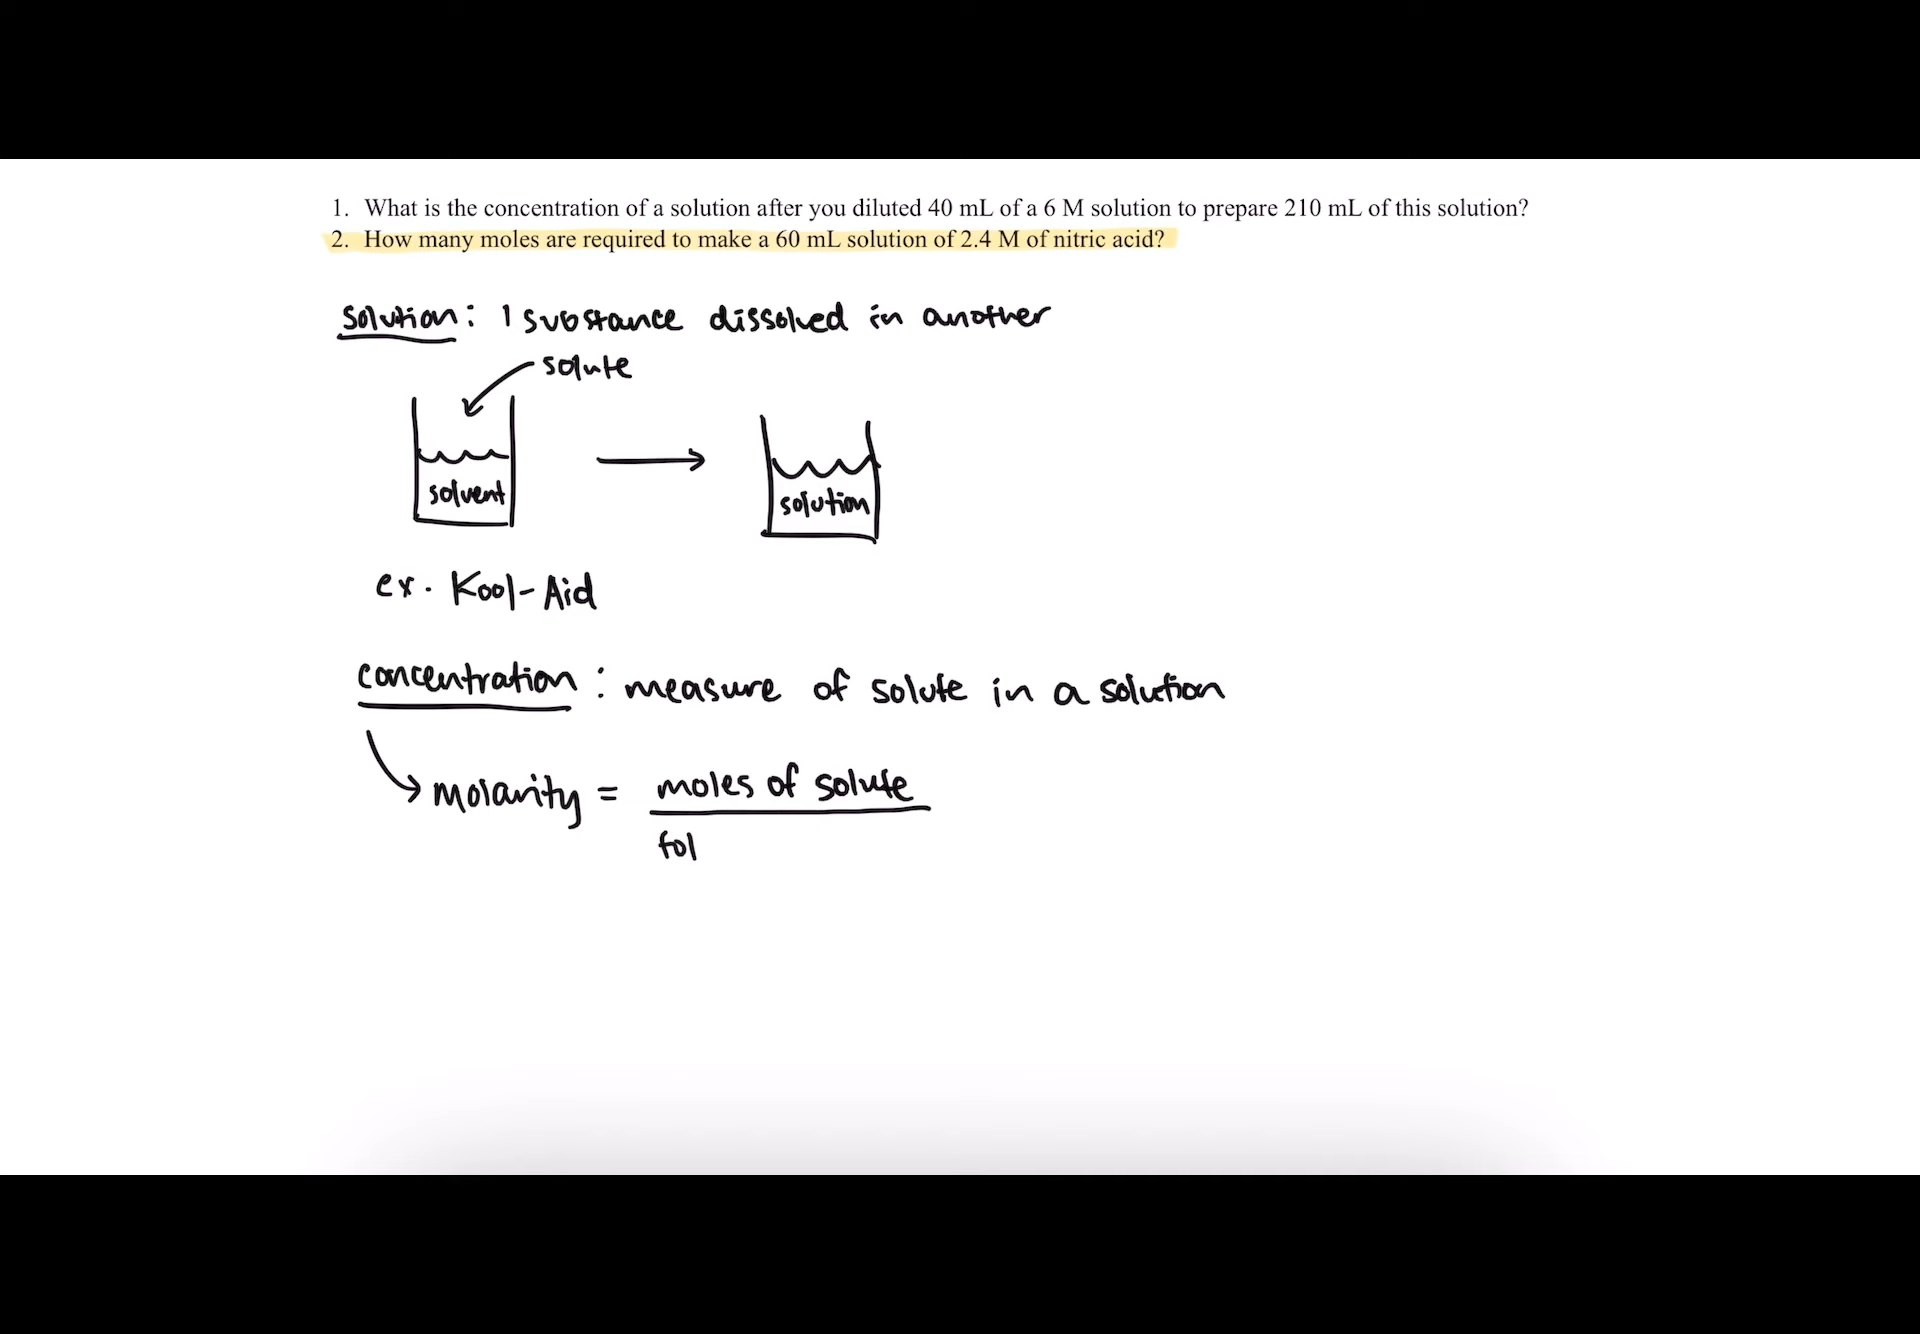 1. What is the concentration of a solution after you diluted 40 mL of a 6 M solution to prepare 210 mL of this solution?
2. How many moles are required to make a 60 mL solution of 2.4 M of nitric acid?
solution: 1 substance dissolved in another
solute
solvent
solution
ex. Kool-Aid
concentration: measure of solute in a solution
molarity = moles of solute
tol